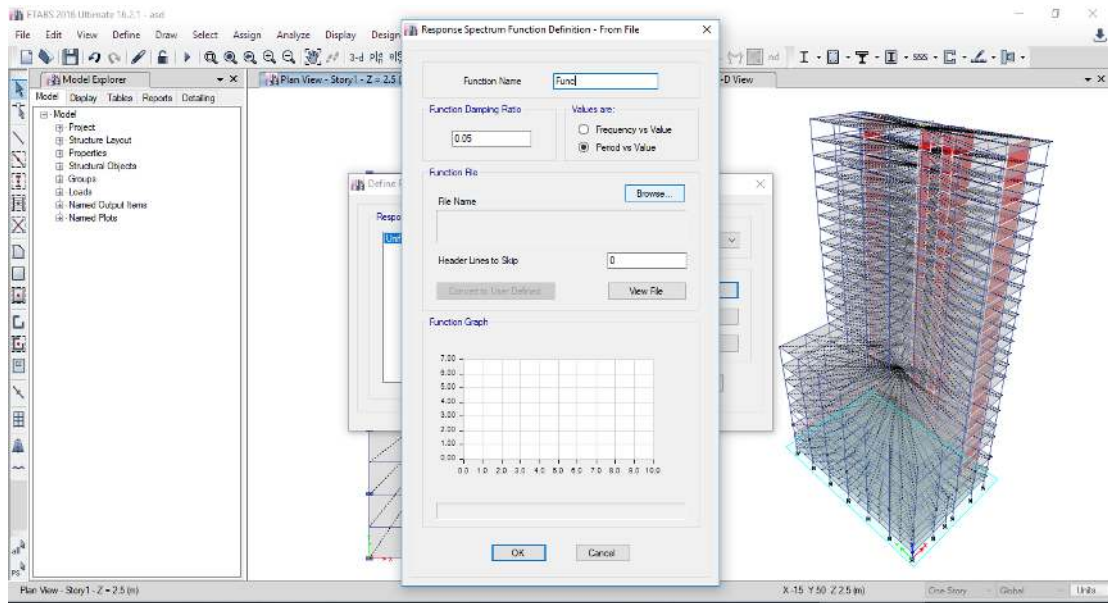 ETABS 2016 Ultimate 16.2.1 - asd
File Edit View Define Draw Select Assign Analyze Display Design
3-d
Model Explorer
Model Display Tables Reports Detailing
Model
Project
Structure Layout
Properties
Structural Objects
Groups
Loads
Named Output Items
Named Plots
Plan View - Story1 - Z = 2.5 (
-D View
Define
Respo
Unif
Response Spectrum Function Definition - From File
Function Name
Func
Function Damping Ratio
0.05
Values are:
Frequency vs Value
Period vs Value
Function File
Browse...
File Name
Header Lines to Skip
0
Convert to User Defined
View File
Function Graph
7.00
6.00
5.00
4.00
3.00
2.00
1.00
0.00
0.0 1.0 2.0 3.0 4.0 5.0 6.0 7.0 8.0 9.0 10.0
OK
Cancel
Plan View - Story1 - Z = 2.5 (m)
X -15 Y 50 Z 2.5 (m)
One Story
Global
Units